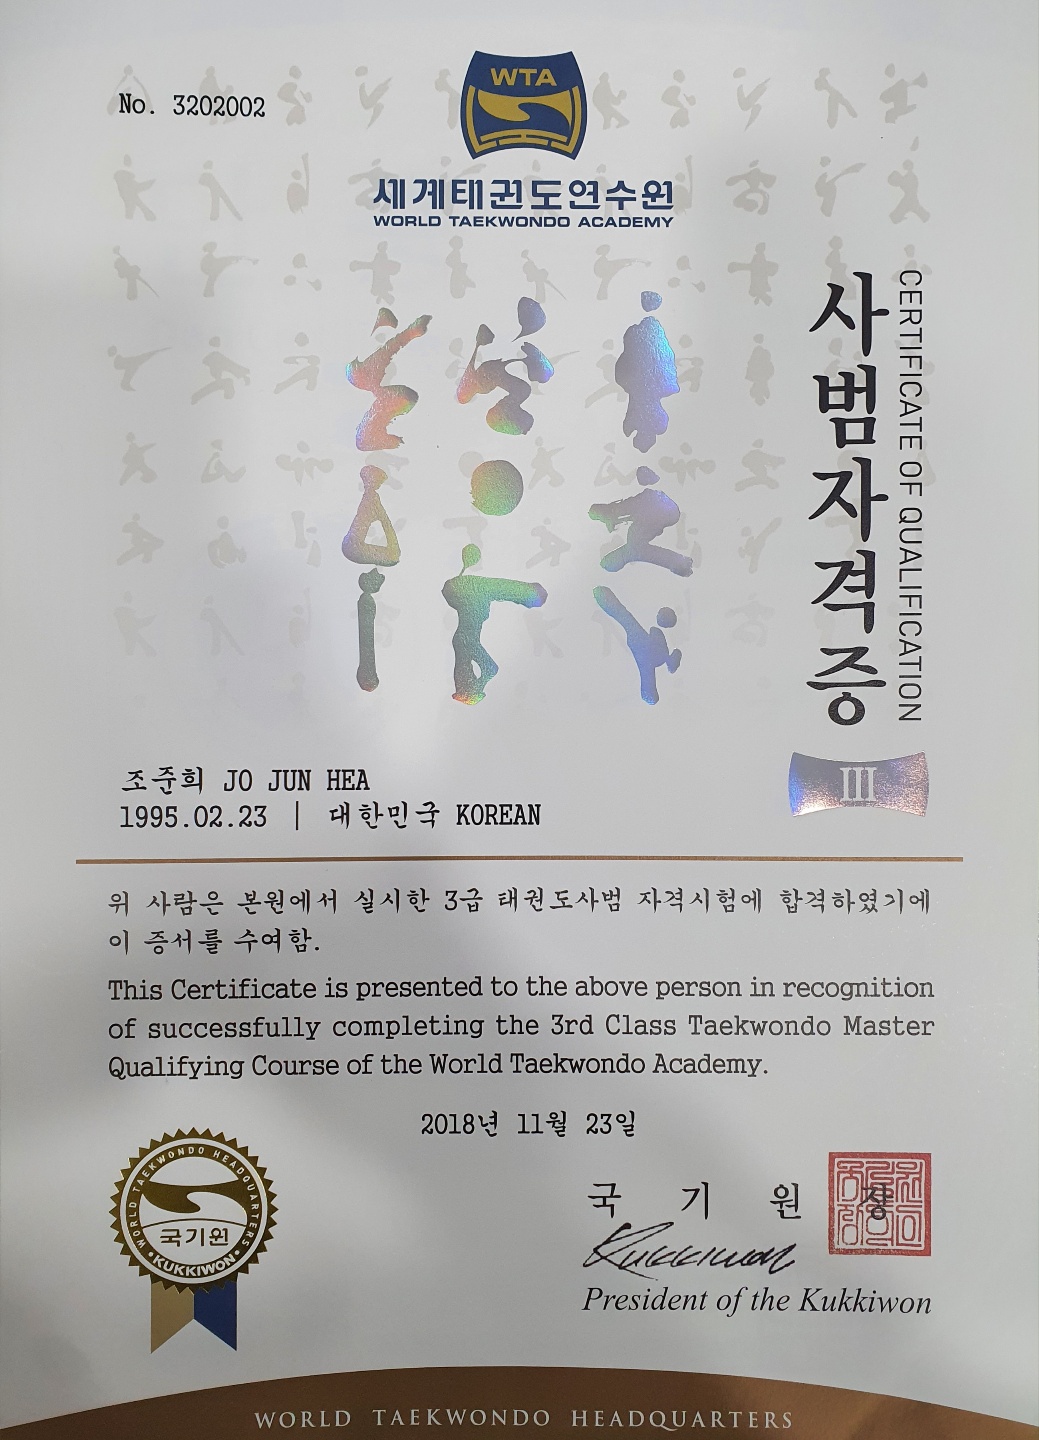 No. 3202002
WTA
세계태권도연수원
WORLD TAEKWONDO ACADEMY
사범자격증
CERTIFICATE OF QUALIFICATION
III
조준희 JO JUN HEA
1995.02.23 | 대한민국 KOREAN
위 사람은 본원에서 실시한 3급 태권도사범 자격시험에 합격하였기에
이 증서를 수여함.
This Certificate is presented to the above person in recognition
of successfully completing the 3rd Class Taekwondo Master
Qualifying Course of the World Taekwondo Academy.
2018년 11월 23일
WORLD TAEKWONDO HEADQUARTERS
국기원
KUKKIWON
국 기 원 장
Kukkiwon
President of the Kukkiwon
WORLD TAEKWONDO HEADQUARTERS